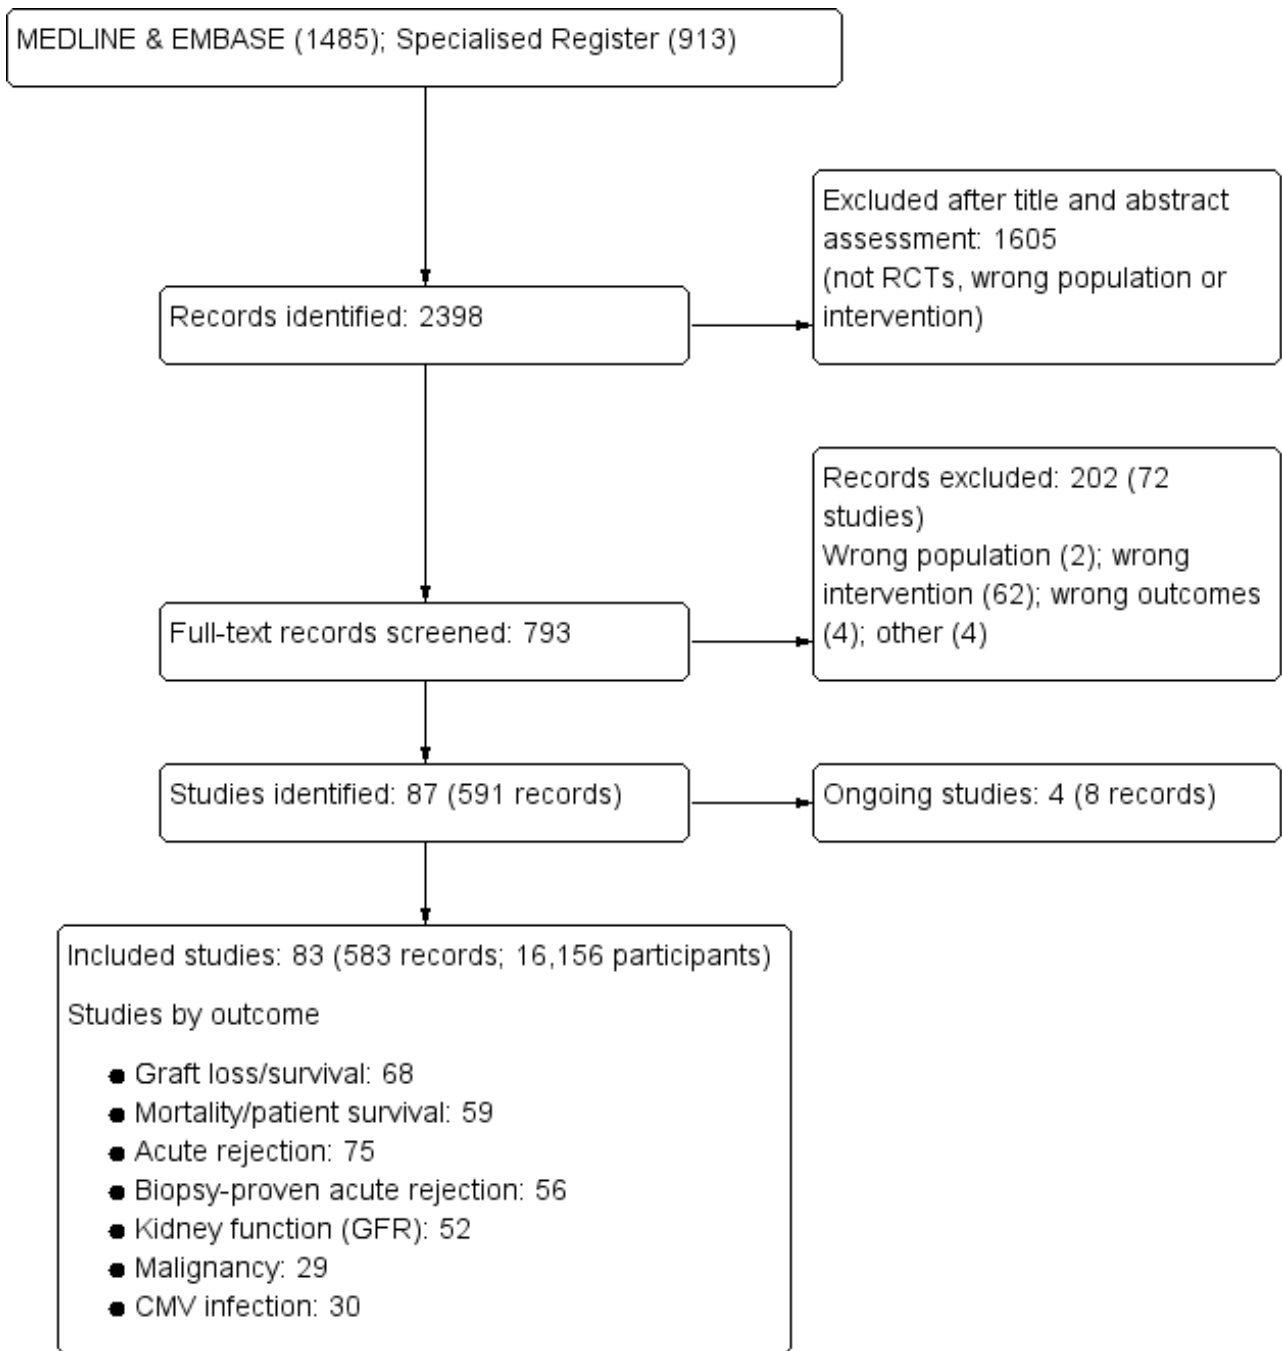 MEDLINE & EMBASE (1485); Specialised Register (913)
Excluded after title and abstract
assessment: 1605
(not RCTs, wrong population or
intervention)
Records identified: 2398
Records excluded: 202 (72
studies)
Wrong population (2); wrong
intervention (62); wrong outcomes
(4); other (4)
Full-text records screened: 793
Studies identified: 87 (591 records)
Ongoing studies: 4 (8 records)
Included studies: 83 (583 records; 16,156 participants)
Studies by outcome
● Graft loss/survival: 68
● Mortality/patient survival: 59
● Acute rejection: 75
● Biopsy-proven acute rejection: 56
● Kidney function (GFR): 52
● Malignancy: 29
● CMV infection: 30